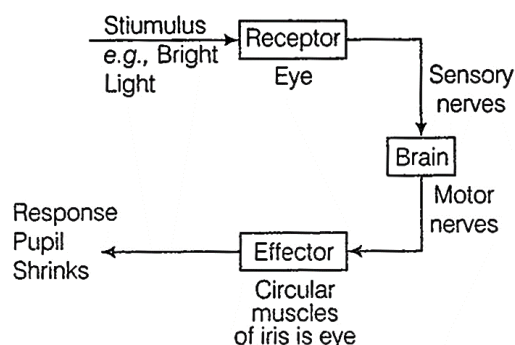 Stiumulus
e.g., Bright
Light
Receptor
Eye
Sensory
nerves
Brain
Motor
nerves
Effector
Circular
muscles
of iris is eye
Response
Pupil
Shrinks